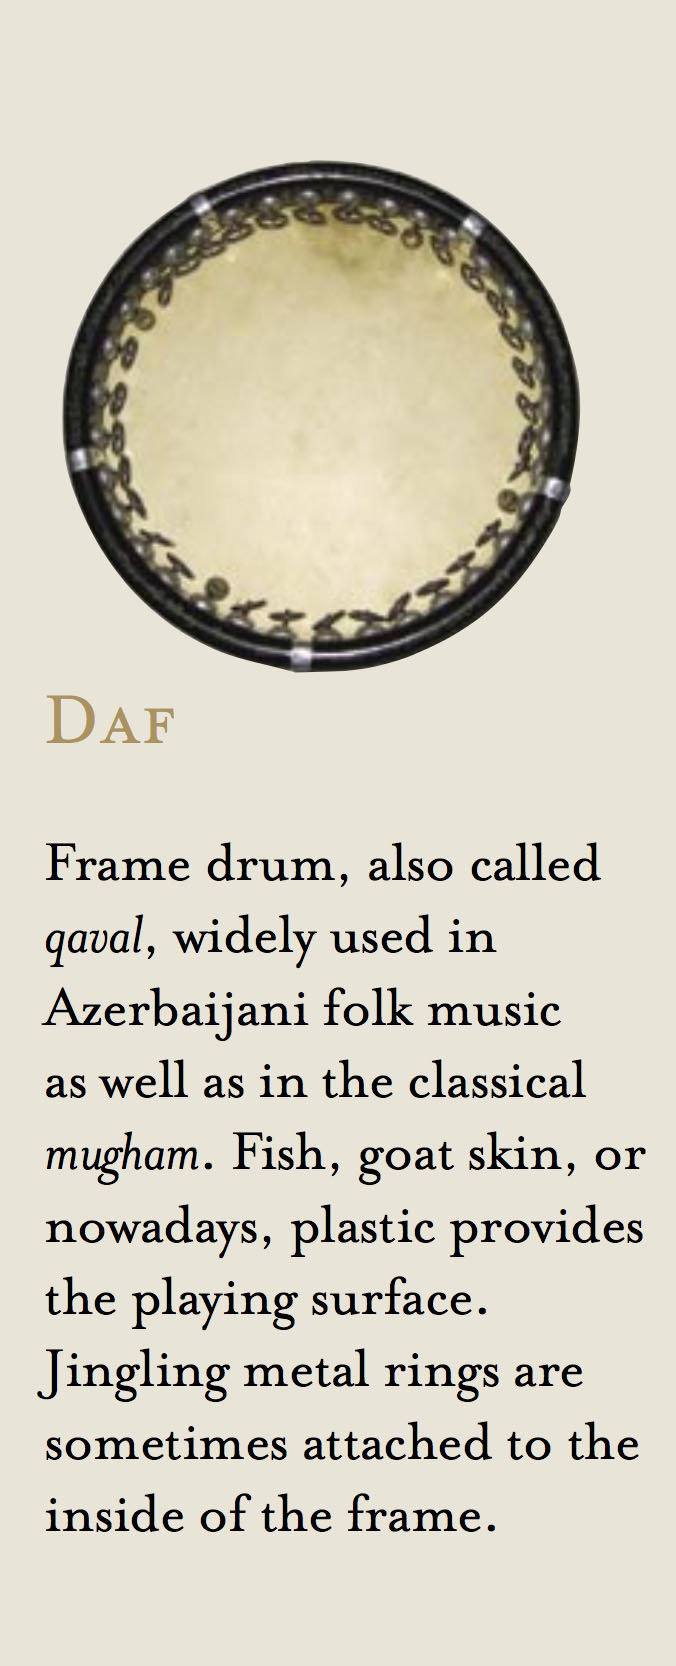 Daf
Frame drum, also called
qaval, widely used in
Azerbaijani folk music
as well as in the classical
mugham. Fish, goat skin, or
nowadays, plastic provides
the playing surface.
Jingling metal rings are
sometimes attached to the
inside of the frame.